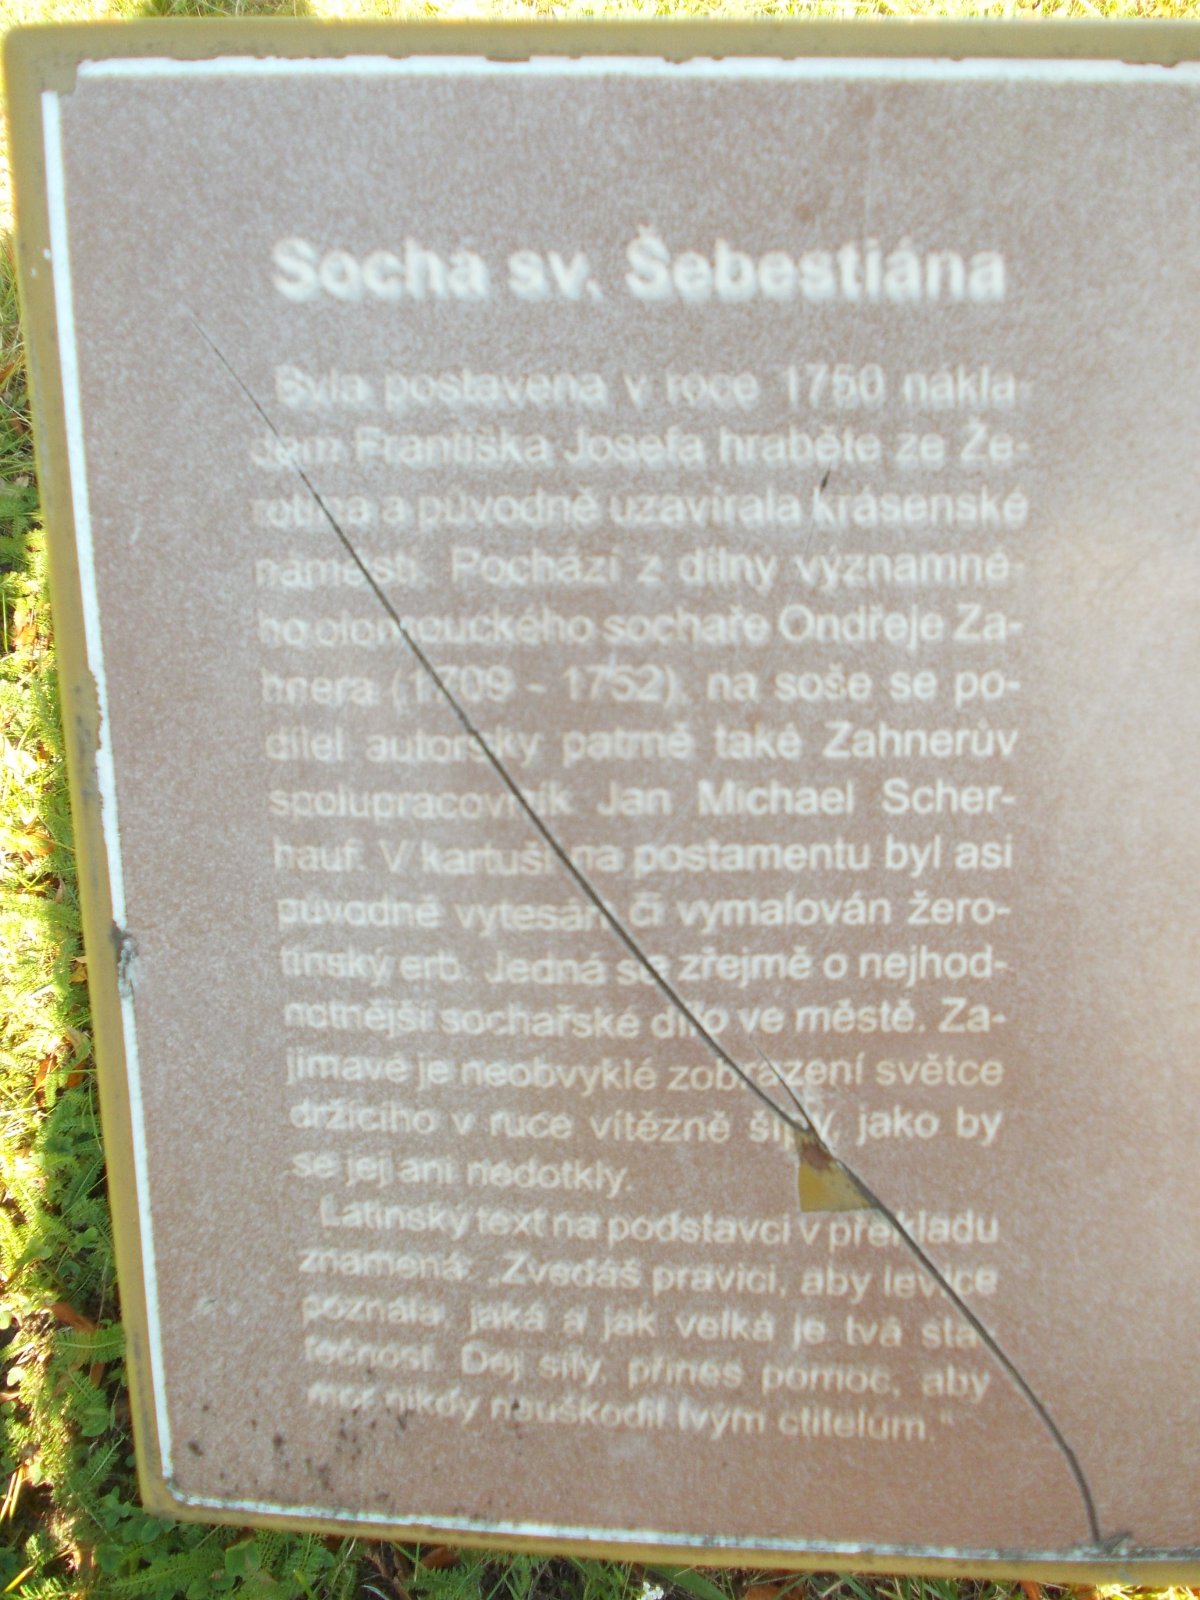 Socha sv. Šebestiána
Byla postavena v roce 1750 nákla-
dem Františka Josefa hraběte ze Že-
rotína a původně uzavírala krásenské
náměstí. Pochází z dílny významné-
ho olomouckého sochaře Ondřeje Za-
hnera (1709 - 1752), na soše se po-
dílel autorsky patrně také Zahnerův
spolupracovník Jan Michael Scher-
hauf. V kartuši na postamentu byl asi
původně vytesán či vymalován žero-
tínský erb. Jedná se zřejmě o nejhod-
notnější sochařské dílo ve městě. Za-
jímavé je neobvyklé zobrazení světce
držícího v ruce vítězně šípy, jako by
se jej ani nedotkly.
Latinský text na podstavci v překladu
znamená: „Zvedáš pravici, aby levice
poznala, jaká a jak velká je tvá sta-
tečnost. Dej síly, přines pomoc, aby
mor nikdy neuškodil tvým ctitelům."